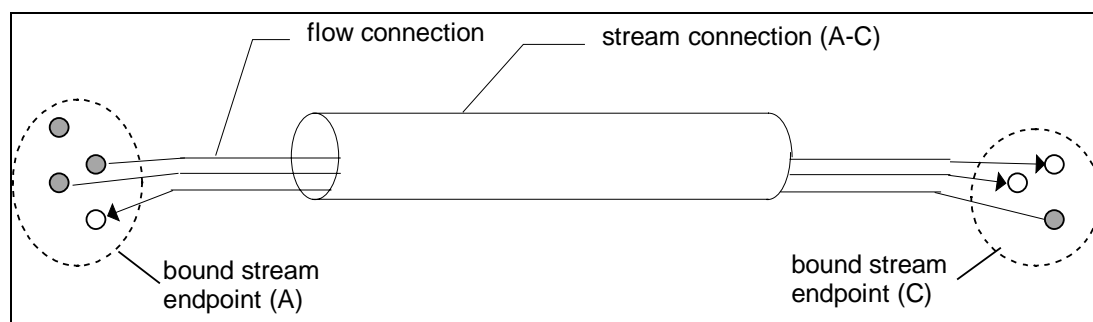 flow connection
stream connection (A-C)
bound stream
endpoint (A)
bound stream
endpoint (C)